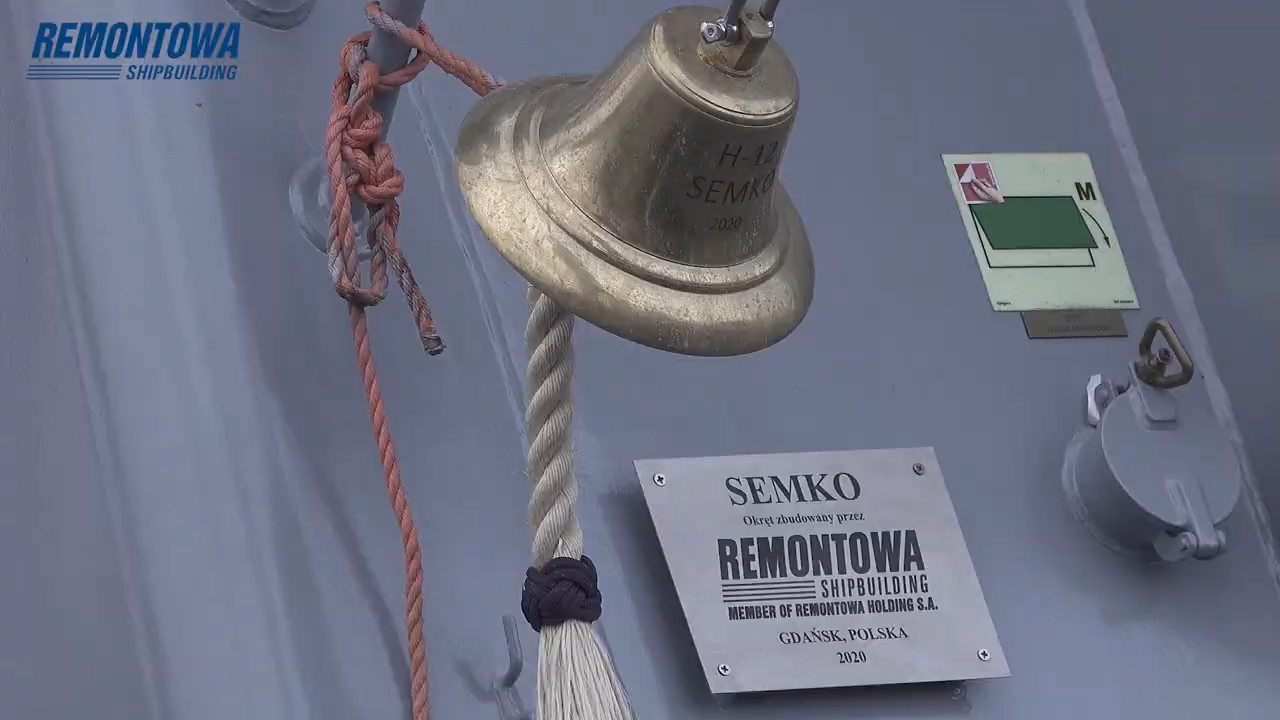 REMONTOWA
SHIPBUILDING
H-12
SEMKO
2020
M
SEMKO
Okręt zbudowany przez
REMONTOWA
SHIPBUILDING
MEMBER OF REMONTOWA HOLDING S.A.
GDAŃSK, POLSKA
2020